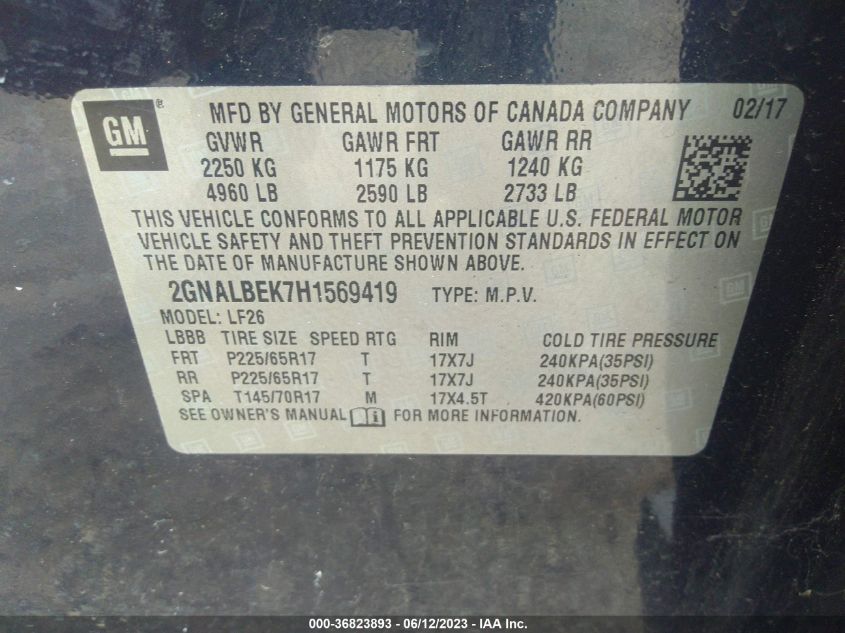 GM ® MFD BY GENERAL MOTORS OF CANADA COMPANY 02/17
GVWR GAWR FRT GAWR RR
2250 KG 1175 KG 1240 KG
4960 LB 2590 LB 2733 LB
THIS VEHICLE CONFORMS TO ALL APPLICABLE U.S. FEDERAL MOTOR
VEHICLE SAFETY AND THEFT PREVENTION STANDARDS IN EFFECT ON
THE DATE OF MANUFACTURE SHOWN ABOVE.
2GNALBEK7H1569419 TYPE: M.P.V.
MODEL: LF26
LBBB TIRE SIZE SPEED RTG RIM COLD TIRE PRESSURE
FRT P225/65R17 T 17X7J 240KPA(35PSI)
RR P225/65R17 T 17X7J 240KPA(35PSI)
SPA T145/70R17 M 17X4.5T 420KPA(60PSI)
SEE OWNER'S MANUAL FOR MORE INFORMATION.
000-36823893 - 06/12/2023 - IAA Inc.